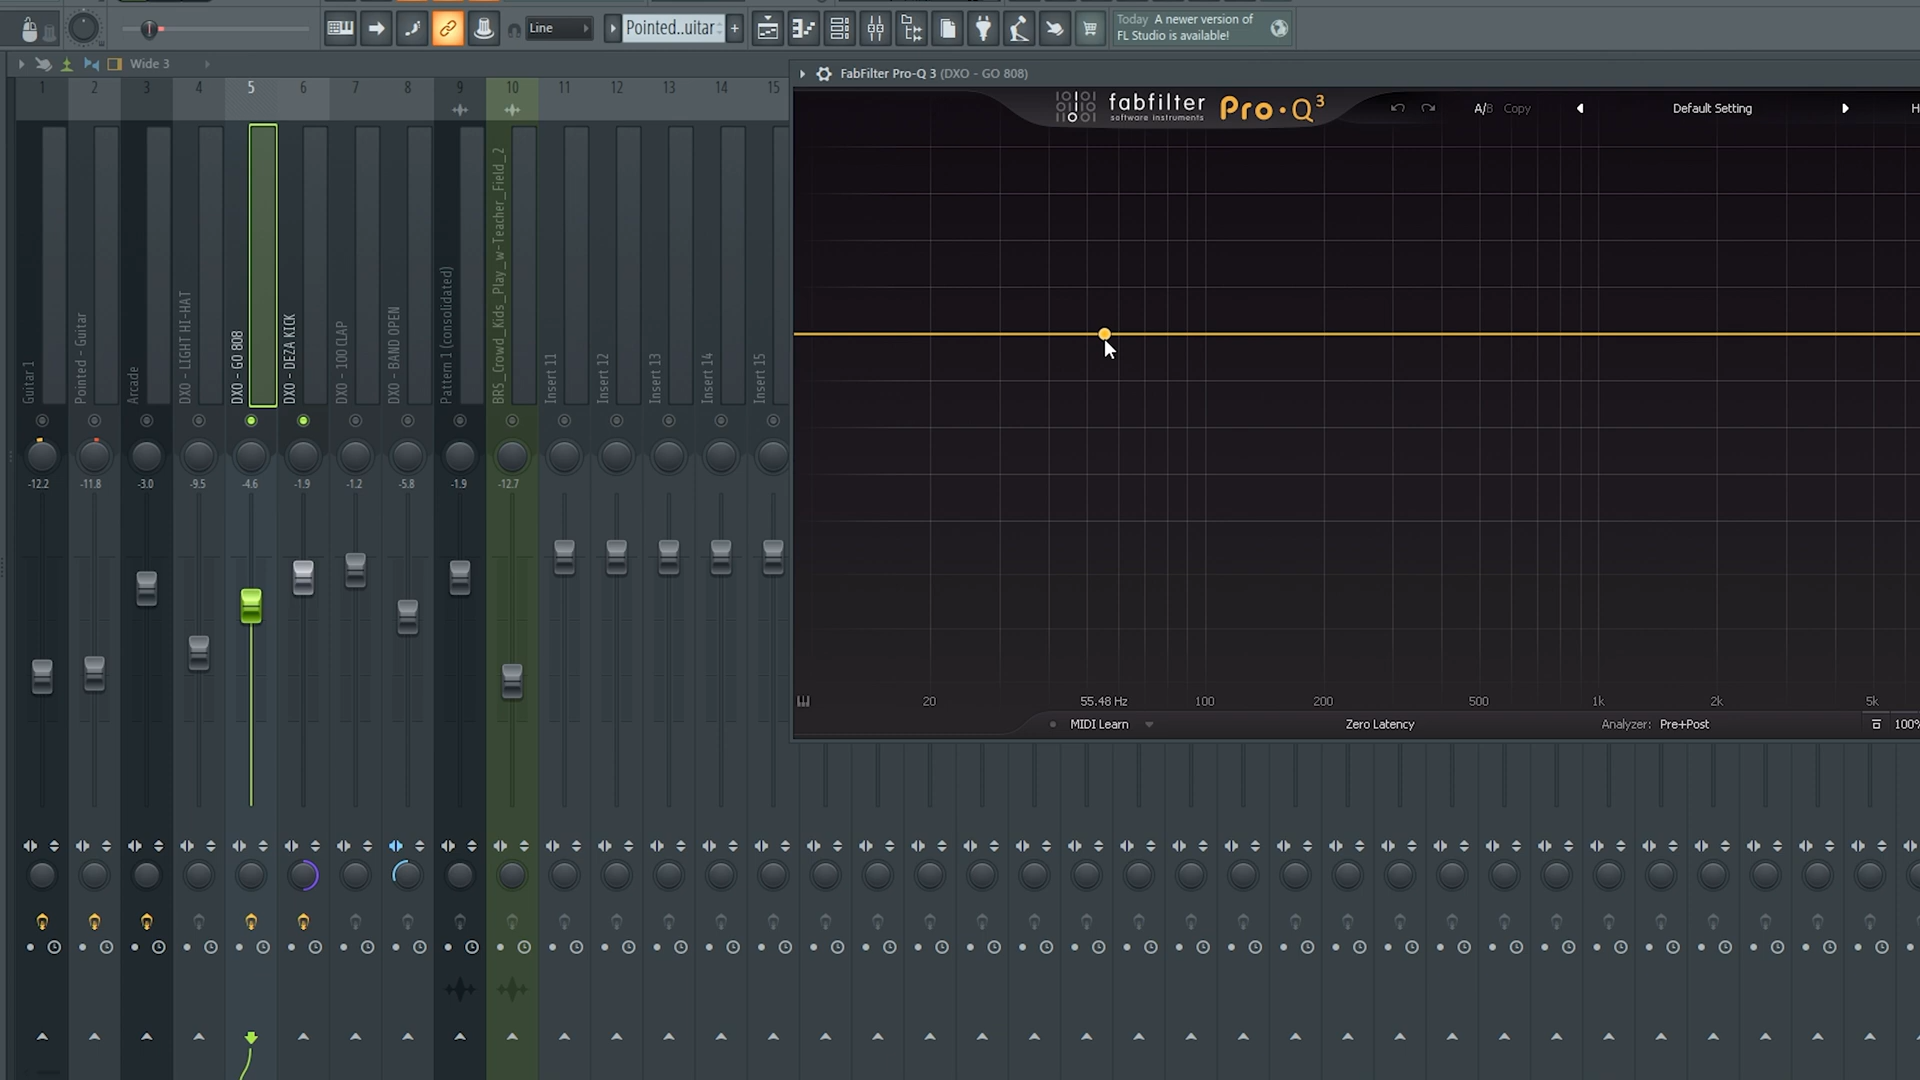 Line
Pointed..uitar
+
Today A newer version of
FL Studio is available!
Wide 3
FabFilter Pro-Q 3 (DXO - GO 808)
1 2 3 4 5 6 7 8 9 10 11 12 13 14 15
fabfilter
software instruments
Pro·Q3
A/B Copy
Default Setting
H
Guitar 1
Pointed - Guitar
Arcade
DXO - LIGHT HI-HAT
DXO - GO 808
DXO - DEZA KICK
DXO - 100 CLAP
DXO - BAND OPEN
Pattern 1 (consolidated)
BRS_Crowd_Kids_Play_w-Teacher_Field_2
Insert 11
Insert 12
Insert 13
Insert 14
Insert 15
-12.2 -11.8 -3.0 -9.5 -4.6 -1.9 -1.2 -5.8 -1.9 -12.7
20 55.48 Hz 100 200 500 1k 2k 5k
MIDI Learn
Zero Latency
Analyzer: Pre+Post
100%